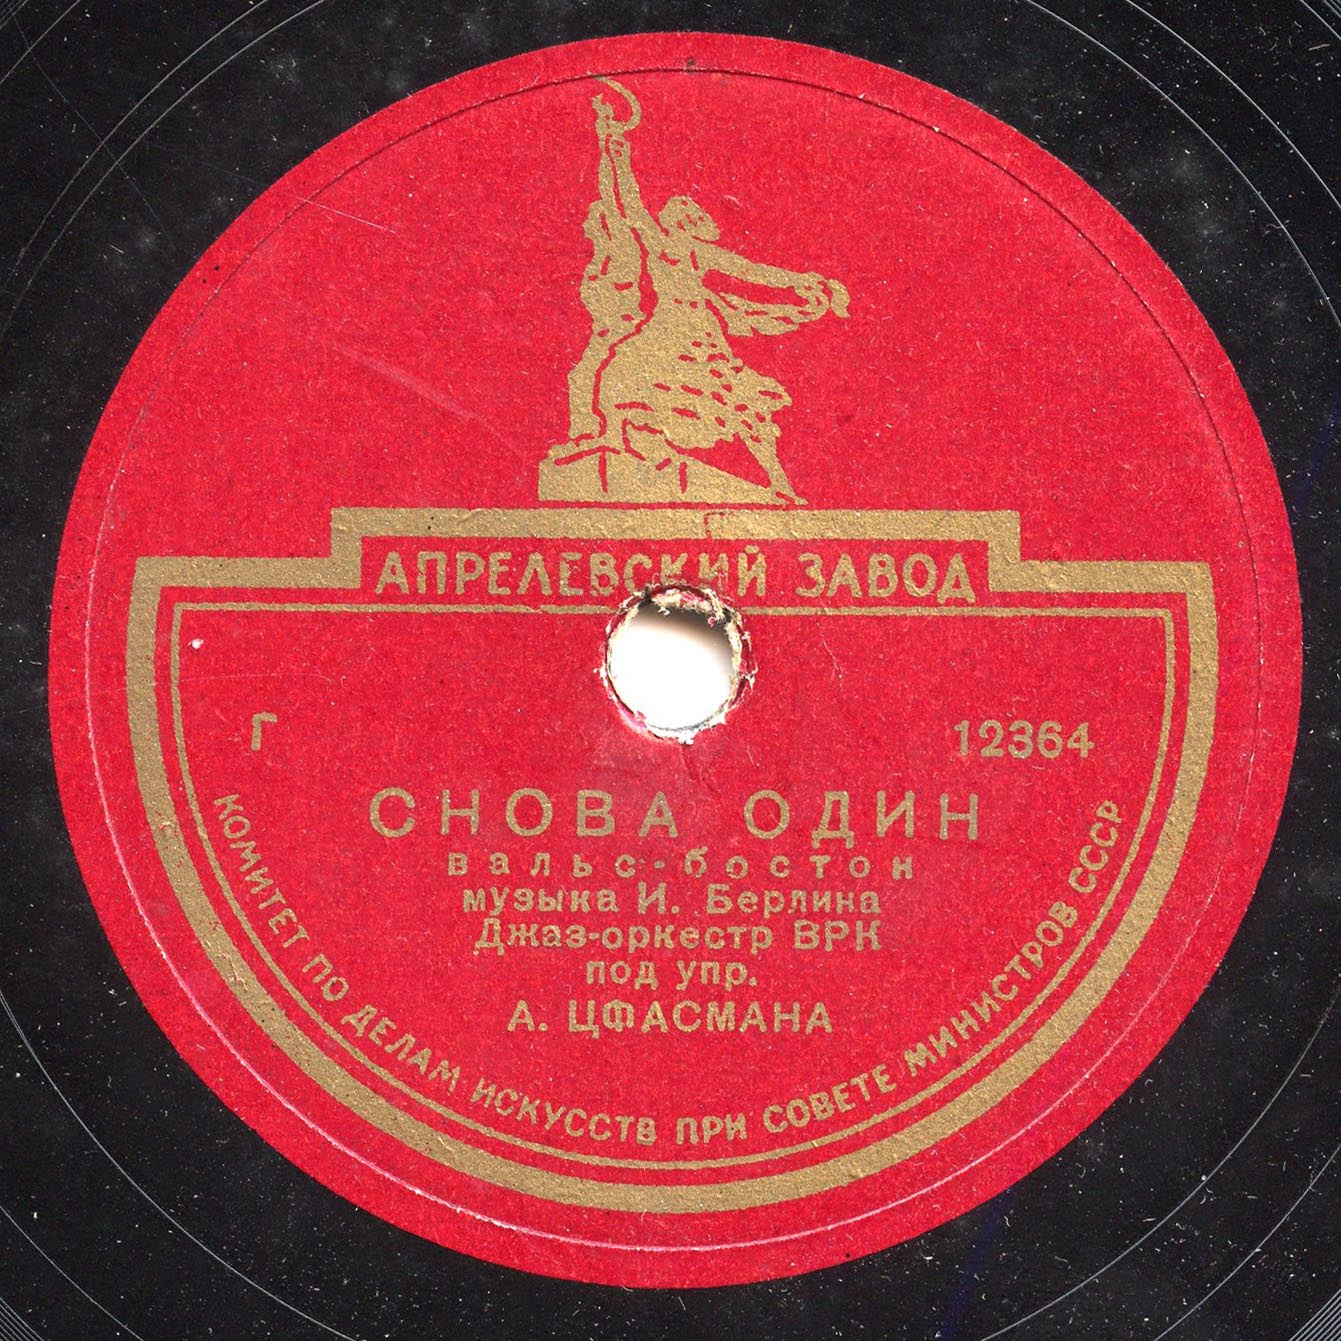 АПРЕЛЕВСКИЙ ЗАВОД
Г 12364
СНОВА ОДИН
вальс-бостон
музыка И. Берлина
Джаз-оркестр ВРК
под упр.
А. ЦФАСМАНА
КОМИТЕТ ПО ДЕЛАМ ИСКУССТВ ПРИ СОВЕТЕ МИНИСТРОВ СССР